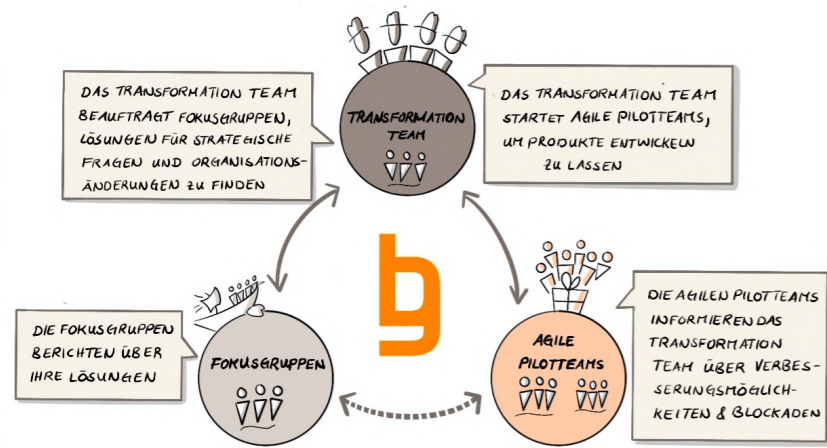 DAS TRANSFORMATION TEAM
BEAUFTRAGT FOKUSGRUPPEN,
LÖSUNGEN FÜR STRATEGISCHE
FRAGEN UND ORGANISATIONS-
ÄNDERUNGEN ZU FINDEN
TRANSFORMATION
TEAM
DAS TRANSFORMATION TEAM
STARTET AGILE PILOTTEAMS,
UM PRODUKTE ENTWICKELN
ZU LASSEN
DIE FOKUSGRUPPEN
BERICHTEN ÜBER
IHRE LÖSUNGEN
FOKUSGRUPPEN
AGILE
PILOTTEAMS
DIE AGILEN PILOTTEAMS
INFORMIEREN DAS
TRANSFORMATION
TEAM ÜBER VERBES-
SERUNGSMÖGLICH-
KEITEN & BLOCKADEN